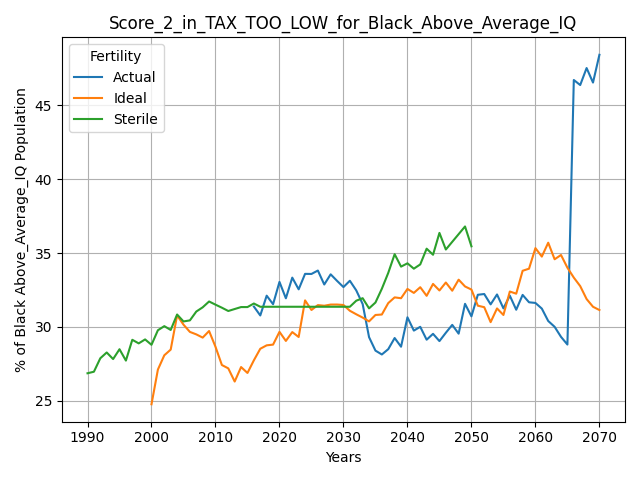 Score_2_in_TAX_TOO_LOW_for_Black_Above_Average_IQ
Fertility
Actual
Ideal
Sterile
% of Black Above_Average_IQ Population
45
40
35
30
25
1990 2000 2010 2020 2030 2040 2050 2060 2070
Years